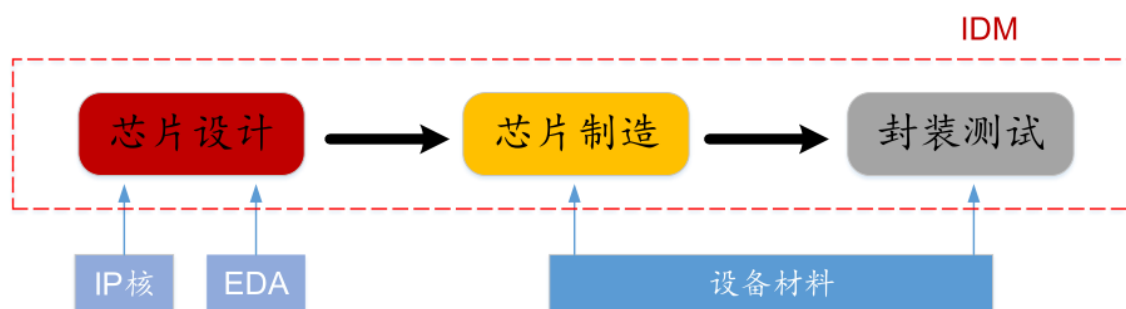 IDM
芯片设计
芯片制造
封装测试
IP核
EDA
设备材料